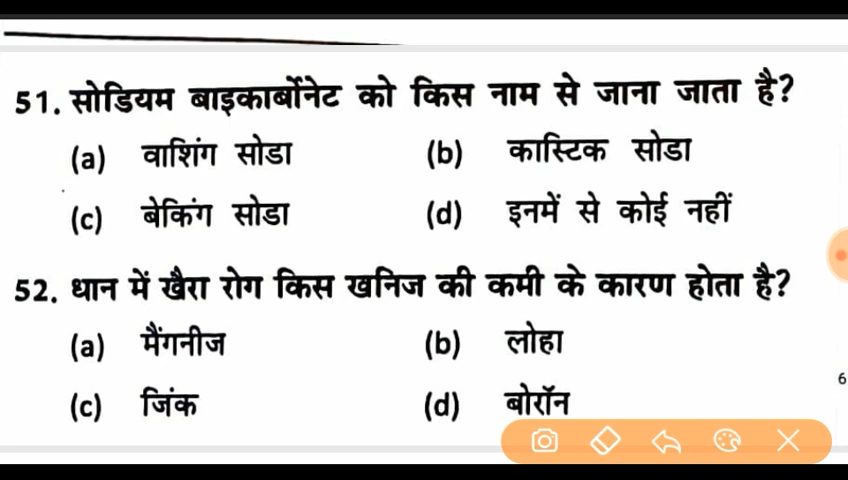 51. सोडियम बाइकार्बोनेट को किस नाम से जाना जाता है?
(a) वाशिंग सोडा (b) कास्टिक सोडा
(c) बेकिंग सोडा (d) इनमें से कोई नहीं
52. धान में खैरा रोग किस खनिज की कमी के कारण होता है?
(a) मैंगनीज (b) लोहा
6
(c) जिंक (d) बोरॉन